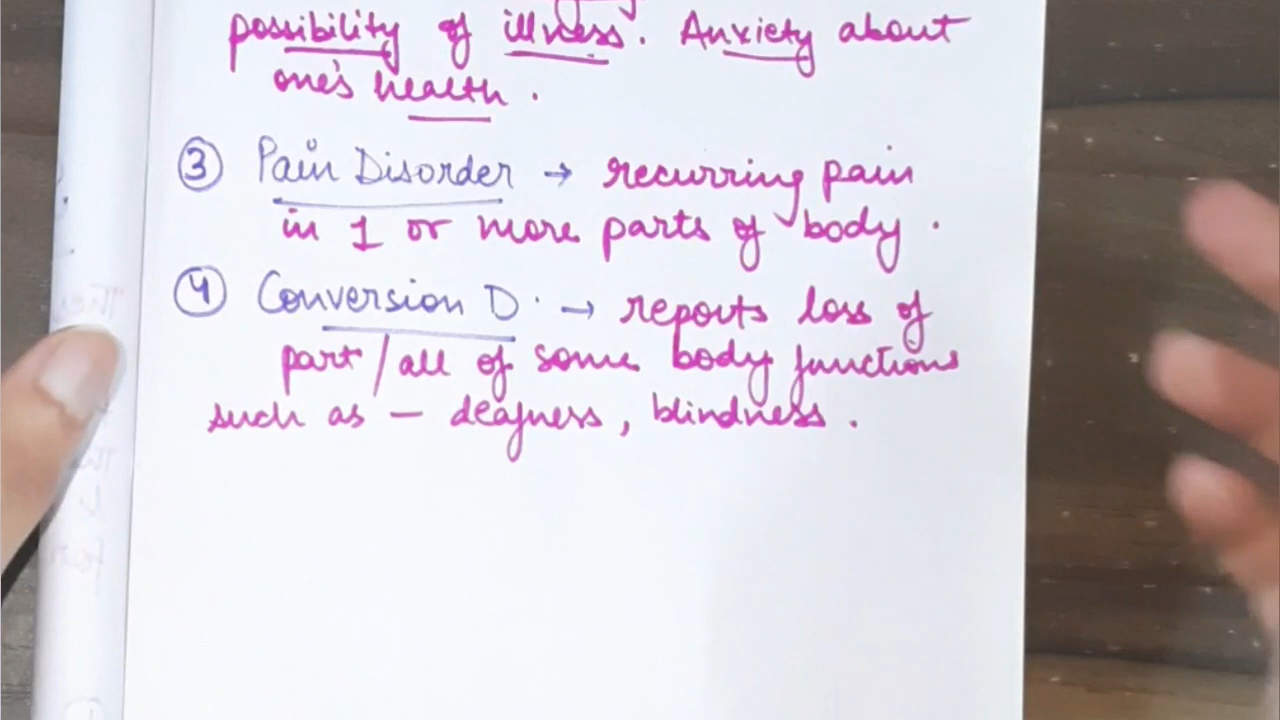 possibility of illness. Anxiety about
one's health.
③ Pain Disorder → recurring pain
in 1 or more parts of body.
④ Conversion D. → reports loss of
part/all of some body functions
such as – deafness, blindness.